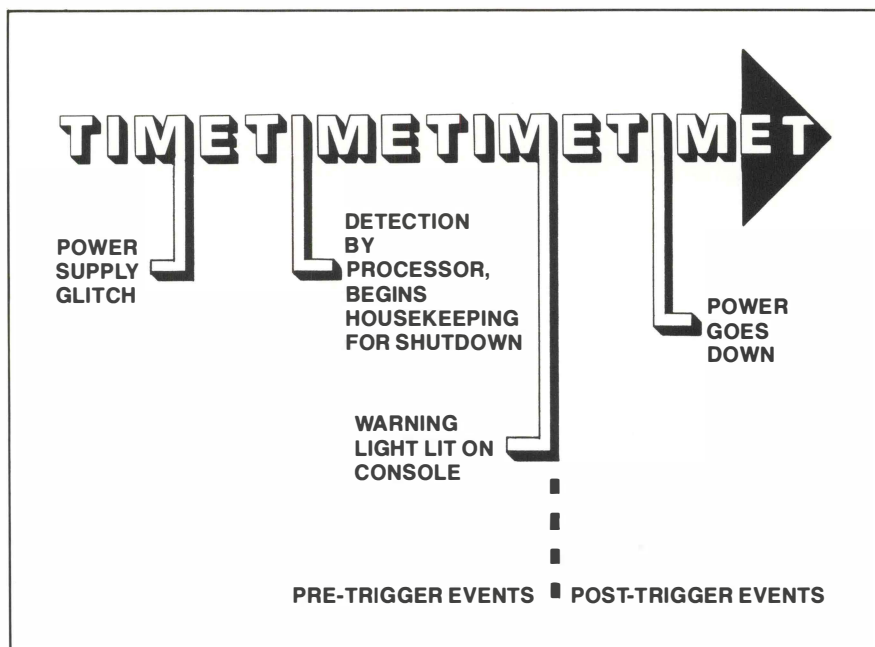 TIMETIMETIMETIMET
POWER
SUPPLY
GLITCH
DETECTION
BY
PROCESSOR,
BEGINS
HOUSEKEEPING
FOR SHUTDOWN
WARNING
LIGHT LIT ON
CONSOLE
POWER
GOES
DOWN
PRE-TRIGGER EVENTS
POST-TRIGGER EVENTS